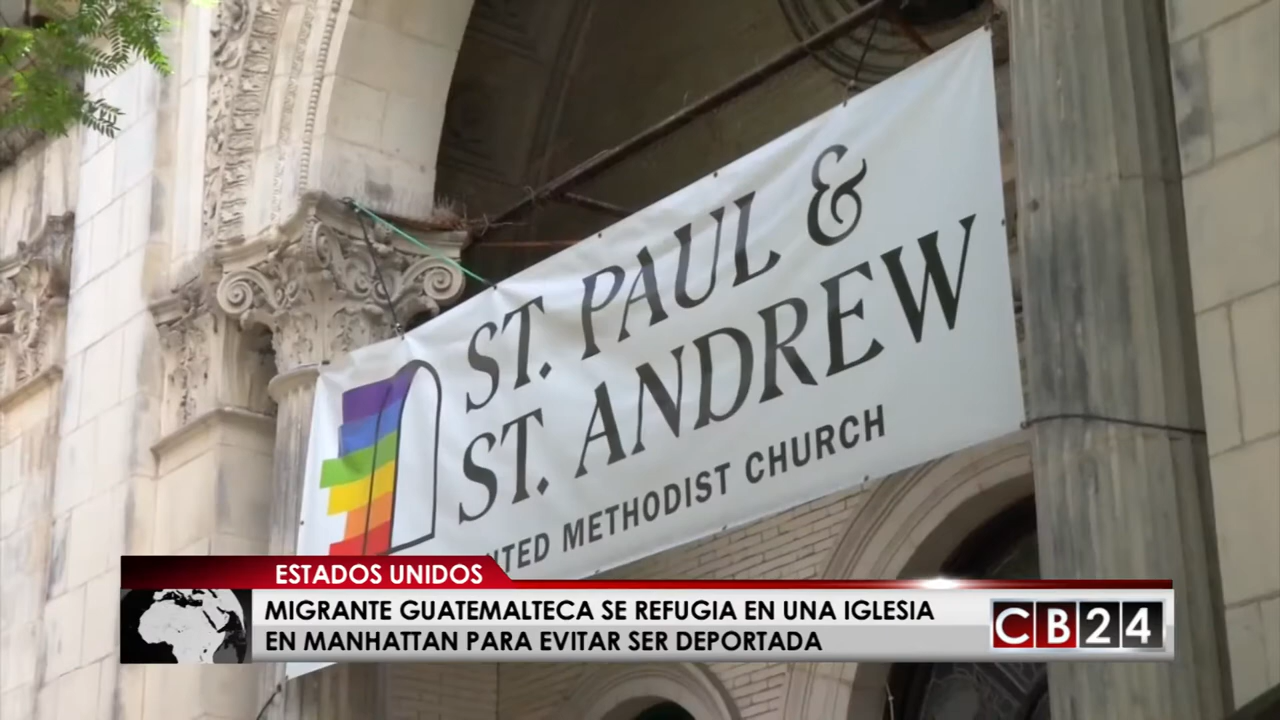 ST. PAUL &
ST. ANDREW
METHODIST CHURCH
ESTADOS UNIDOS
MIGRANTE GUATEMALTECA SE REFUGIA EN UNA IGLESIA
EN MANHATTAN PARA EVITAR SER DEPORTADA
CB24